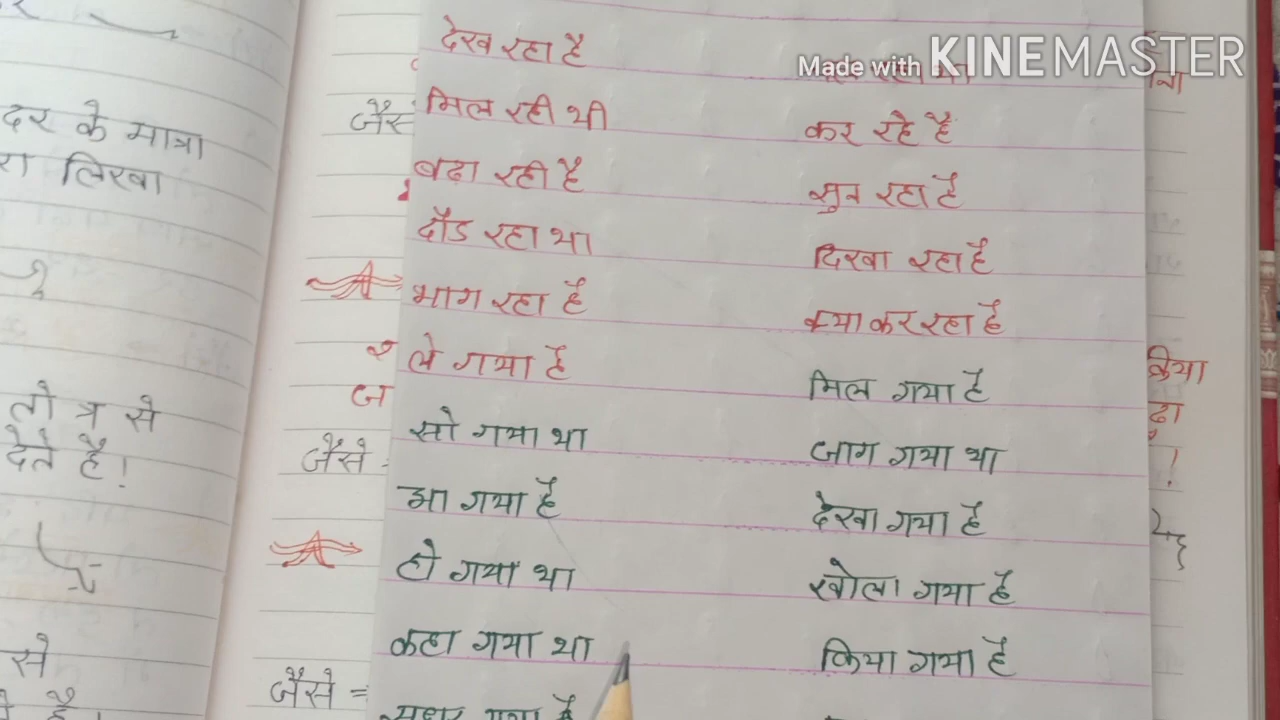 Made with KINEMASTER
देख रहा है
मिल रही थी
बढा रही है
दौड रहा था
भाग रहा है
ले गया है
सो गया था
आ गया है
हो गया था
कहा गया था
गया है
कर रहे है
सुन रहा है
दिखा रहा है
क्या कर रहा है
मिल गया है
जाग गया था
देखा गया है
खोला गया है
किया गया है
दर के मात्रा
रा लिखा
तो त्र से
देते है!
से
है!
जैसे
जैसे =
जैसे =
किया